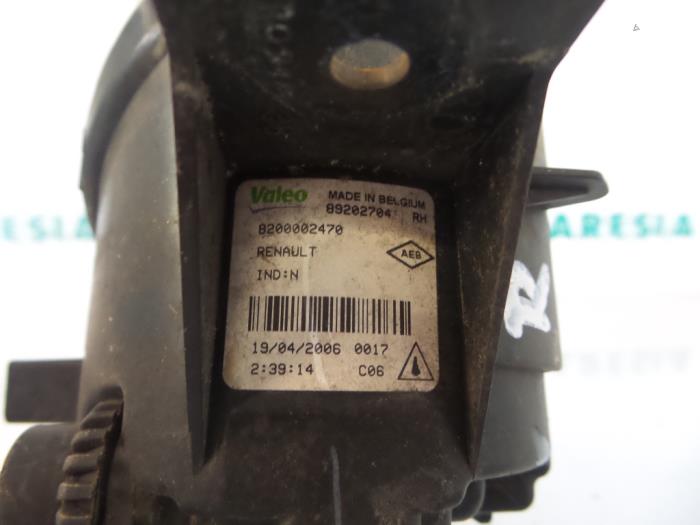 Valeo
MADE IN BELGIUM
89202704 RH
8200002470
RENAULT
AEB
IND:N
19/04/2006 0017
2:39:14 C06